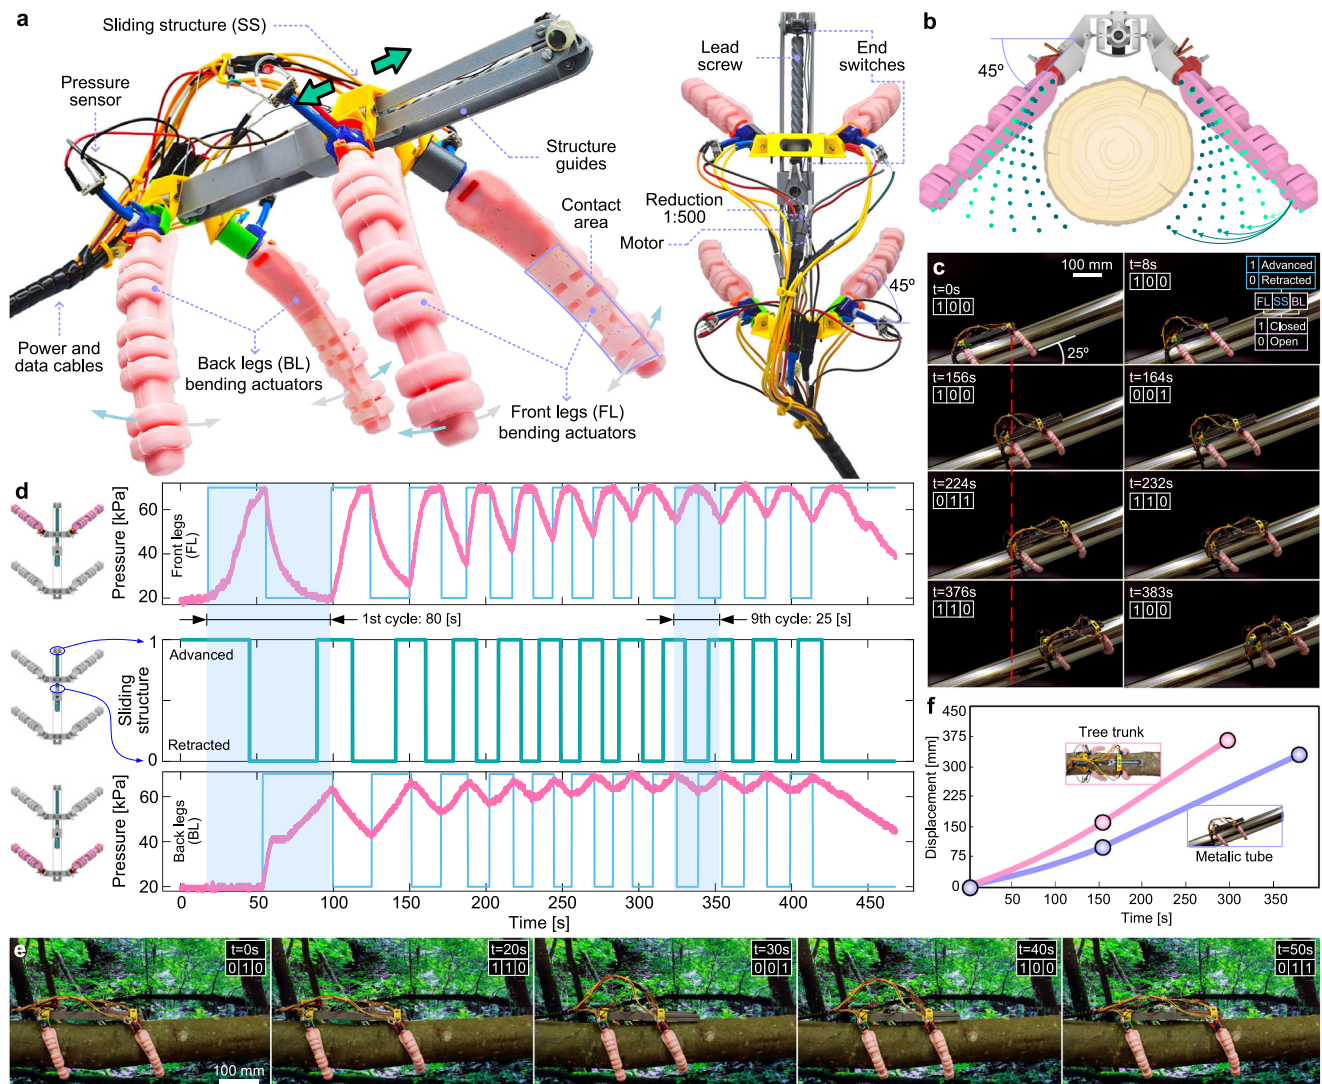 a
Sliding structure (SS)
Pressure
sensor
Structure
guides
Contact
area
Power and
data cables
Back legs (BL)
bending actuators
Front legs (FL)
bending actuators
Lead
screw
End
switches
Reduction
1:500
Motor
45º
b
45º
c
t=0s
1 0 0
100 mm
25º
t=8s
1 0 0
1 Advanced
0 Retracted
FL SS BL
1 Closed
0 Open
t=156s
1 0 0
t=164s
0 0 1
t=224s
0 1 1
t=232s
1 1 0
t=376s
1 1 0
t=383s
1 0 0
d
Pressure [kPa]
Front legs
(FL)
60
40
20
1st cycle: 80 [s]
9th cycle: 25 [s]
Sliding
structure
1
Advanced
Retracted
0
Pressure [kPa]
Back legs
(BL)
60
40
20
0 50 100 150 200 250 300 350 400 450
Time [s]
f
Displacement [mm]
450
375
300
225
150
75
0
Tree trunk
Metalic tube
50 100 150 200 250 300 350
Time [s]
e
t=0s
0 1 0
100 mm
t=20s
1 1 0
t=30s
0 0 1
t=40s
1 0 0
t=50s
0 1 1